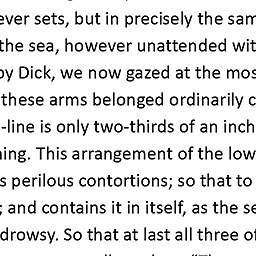 ever sets, but in precisely the sam
the sea, however unattended wit
by Dick, we now gazed at the mos
these arms belonged ordinarily c
-line is only two-thirds of an inch
ing. This arrangement of the low
s perilous contortions; so that to
; and contains it in itself, as the se
drowsy. So that at last all three of